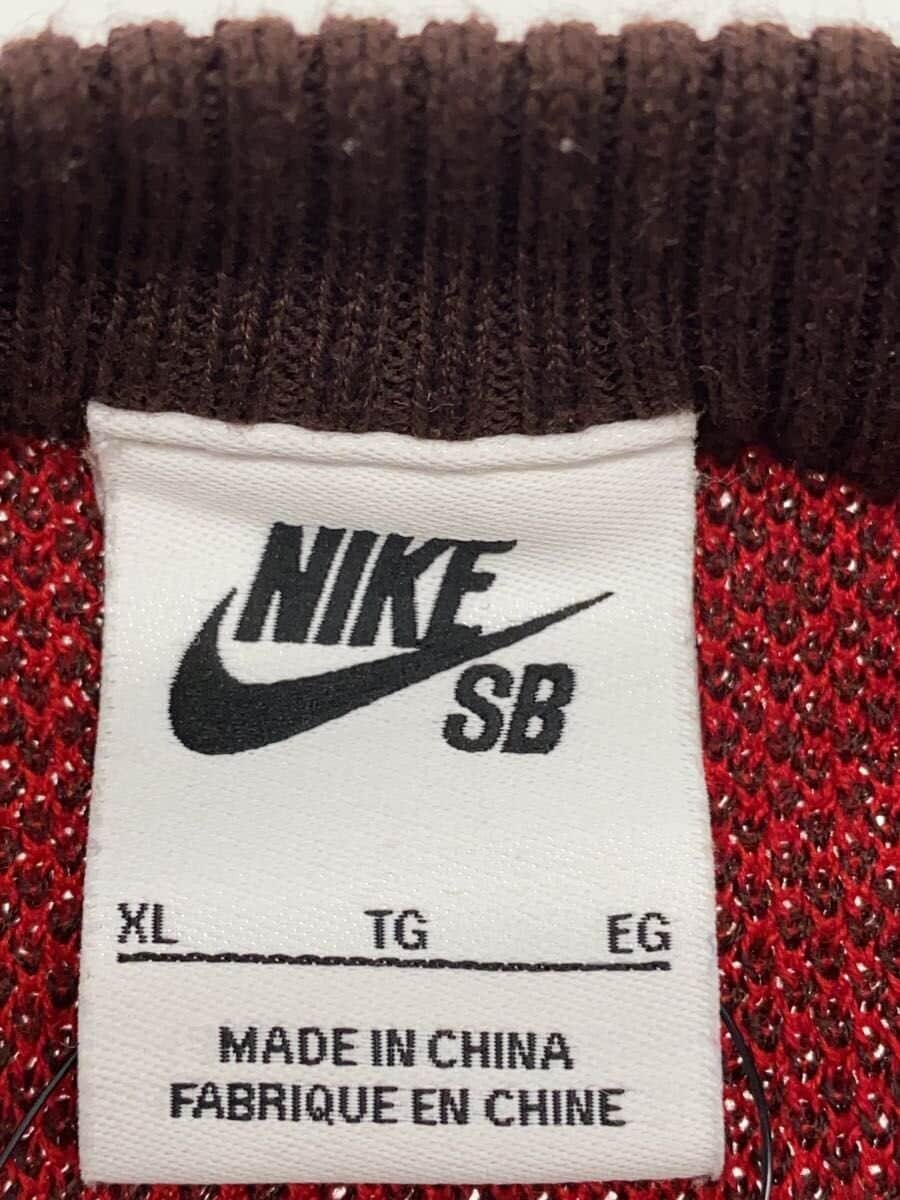 NIKE
SB
XL TG EG
MADE IN CHINA
FABRIQUE EN CHINE